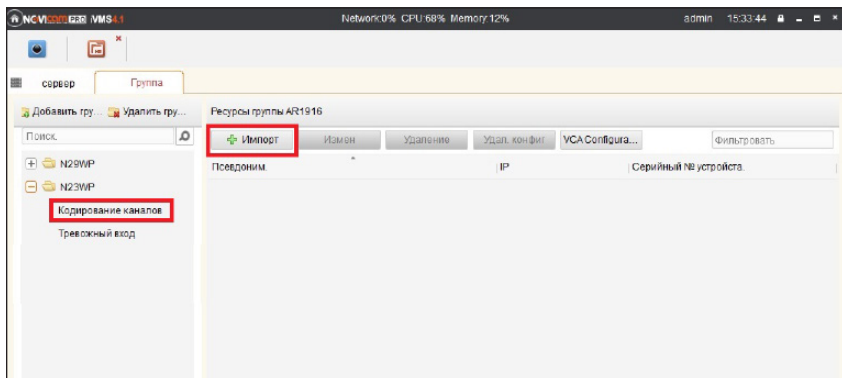 NOVIcam PRO iVMS4.1 Network:0% CPU:68% Memory:12% admin 15:33:44
сервер Группа
Добавить гру... Удалить гру... Ресурсы группы AR1916
Поиск. Импорт Измен Удаление Удал. конфиг VCA Configura... Фильтровать
N29WP Псевдоним. IP Серийный № устройста.
N23WP
Кодирование каналов
Тревожный вход